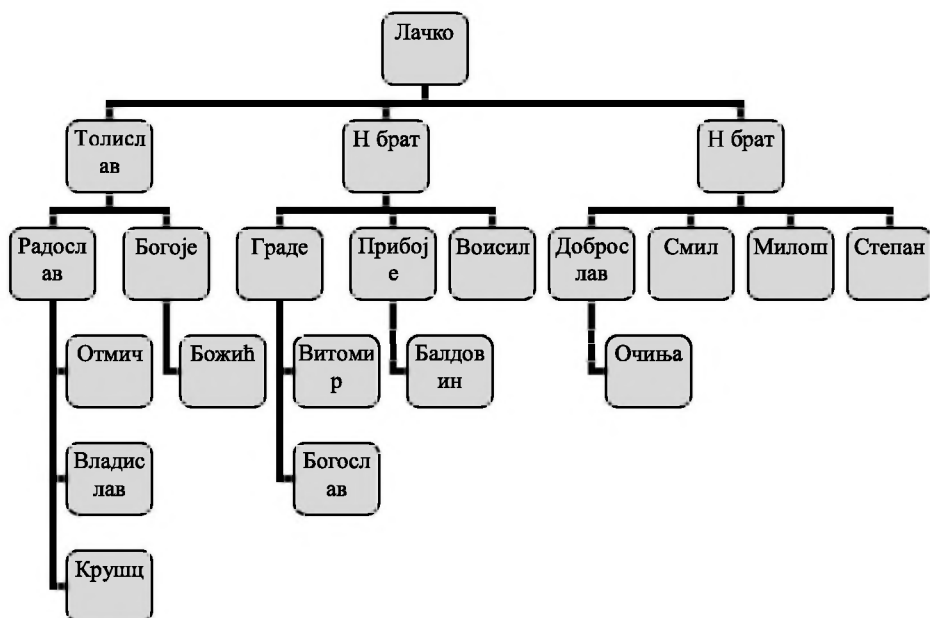 Лачко
Толисл
ав
Н брат
Н брат
Радосл
ав
Богоје
Граде
Прибој
е
Воисил
Доброс
лав
Смил
Милош
Степан
Отмич
Божић
Витоми
р
Балдов
ин
Очиња
Владис
лав
Богосл
ав
Крушц